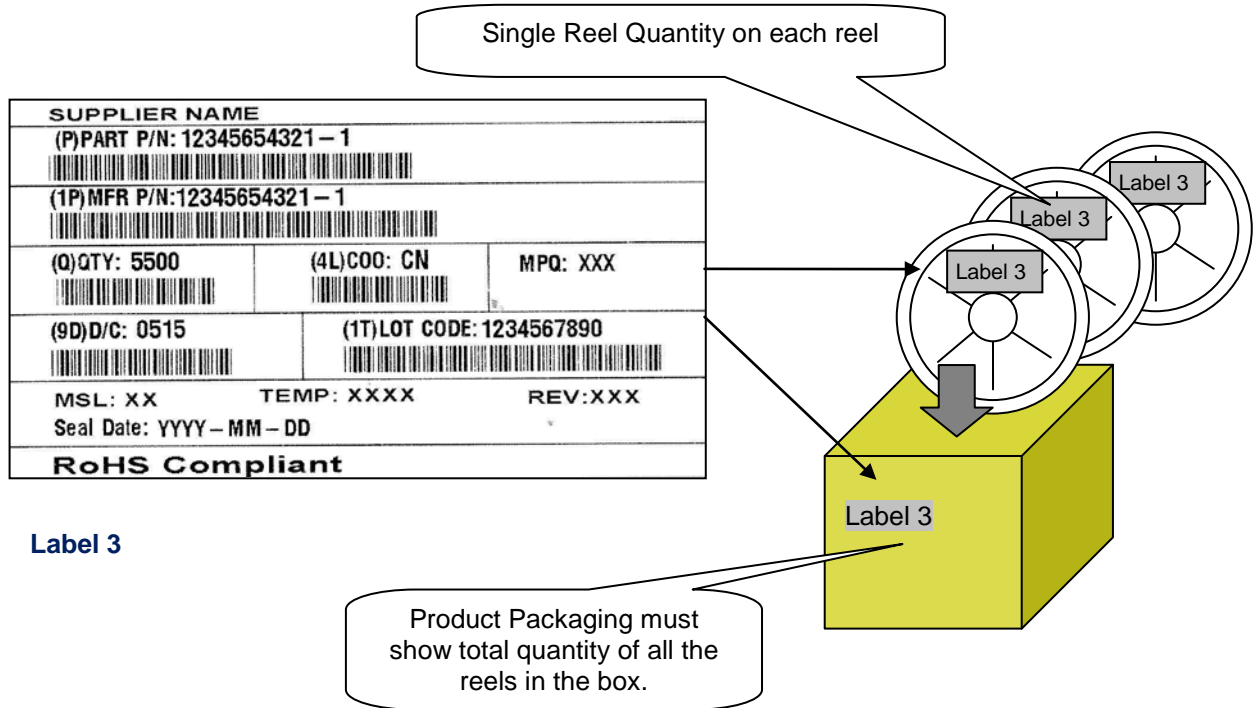 Single Reel Quantity on each reel
SUPPLIER NAME
(P)PART P/N: 12345654321 – 1
(1P)MFR P/N:12345654321 – 1
(Q)QTY: 5500
(4L)COO: CN
MPQ: XXX
(9D)D/C: 0515
(1T)LOT CODE: 1234567890
MSL: XX
TEMP: XXXX
REV:XXX
Seal Date: YYYY – MM – DD
RoHS Compliant
Label 3
Label 3
Label 3
Label 3
Label 3
Product Packaging must
show total quantity of all the
reels in the box.